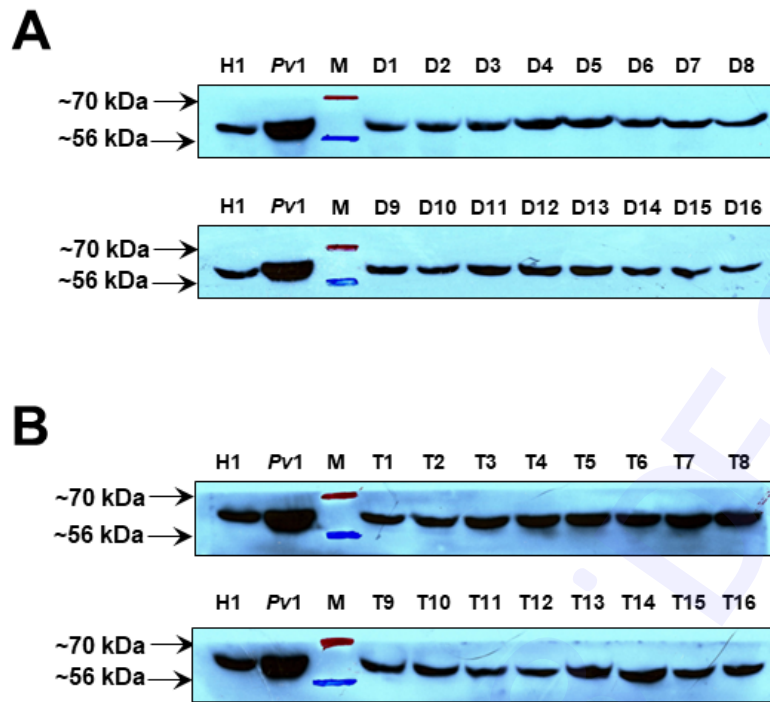 A
H1 Pv1 M D1 D2 D3 D4 D5 D6 D7 D8
~70 kDa
~56 kDa
H1 Pv1 M D9 D10 D11 D12 D13 D14 D15 D16
~70 kDa
~56 kDa
B
H1 Pv1 M T1 T2 T3 T4 T5 T6 T7 T8
~70 kDa
~56 kDa
H1 Pv1 M T9 T10 T11 T12 T13 T14 T15 T16
~70 kDa
~56 kDa